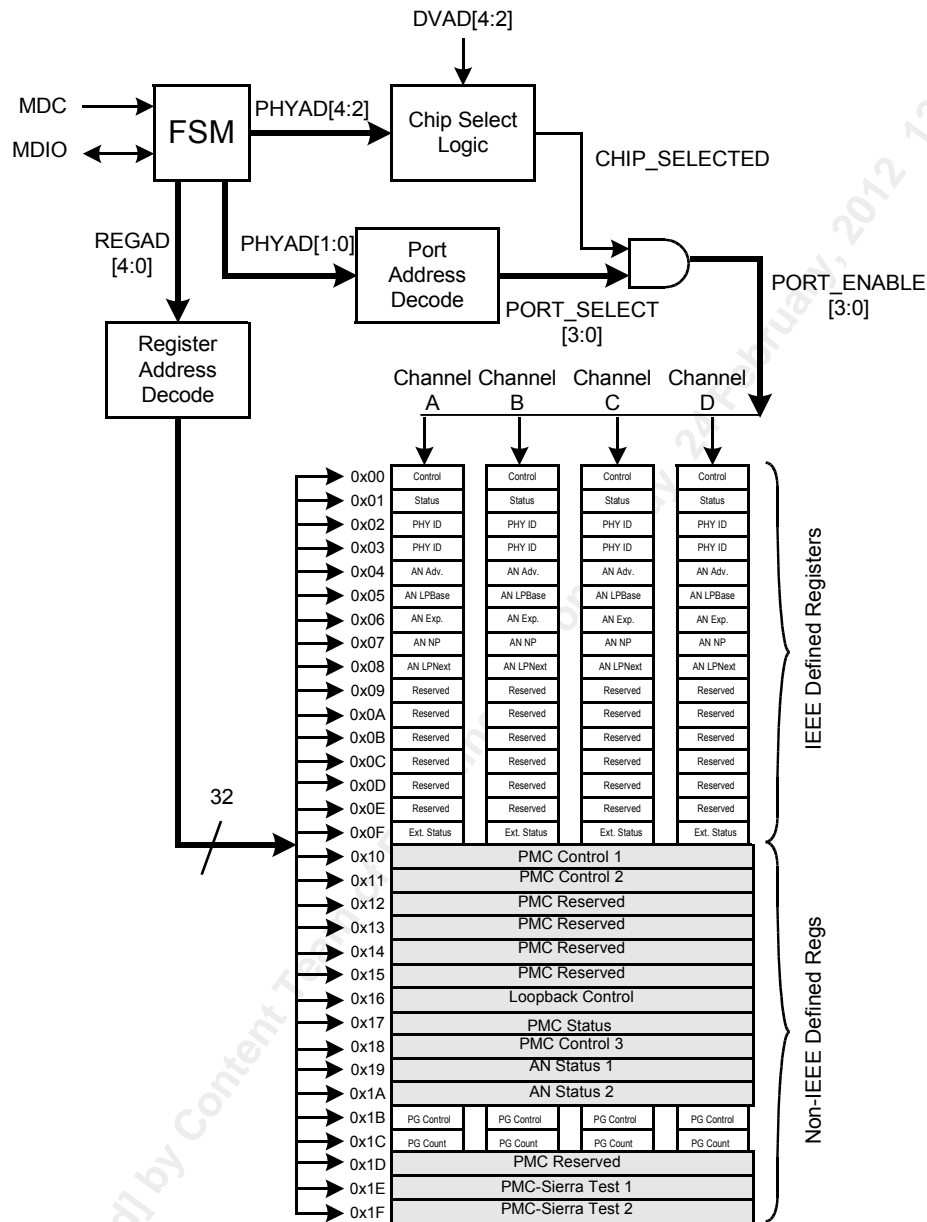 DVAD[4:2]
MDC
MDIO
FSM
PHYAD[4:2]
Chip Select
Logic
CHIP_SELECTED
REGAD
[4:0]
PHYAD[1:0]
Port
Address
Decode
PORT_SELECT
[3:0]
PORT_ENABLE
[3:0]
Register
Address
Decode
Channel Channel Channel Channel
A B C D
32
0x00 Control Control Control Control
0x01 Status Status Status Status
0x02 PHY ID PHY ID PHY ID PHY ID
0x03 PHY ID PHY ID PHY ID PHY ID
0x04 AN Adv. AN Adv. AN Adv. AN Adv.
0x05 AN LPBase AN LPBase AN LPBase AN LPBase
0x06 AN Exp. AN Exp. AN Exp. AN Exp.
0x07 AN NP AN NP AN NP AN NP
0x08 AN LPNext AN LPNext AN LPNext AN LPNext
0x09 Reserved Reserved Reserved Reserved
0x0A Reserved Reserved Reserved Reserved
0x0B Reserved Reserved Reserved Reserved
0x0C Reserved Reserved Reserved Reserved
0x0D Reserved Reserved Reserved Reserved
0x0E Reserved Reserved Reserved Reserved
0x0F Ext. Status Ext. Status Ext. Status Ext. Status
0x10 PMC Control 1
0x11 PMC Control 2
0x12 PMC Reserved
0x13 PMC Reserved
0x14 PMC Reserved
0x15 PMC Reserved
0x16 Loopback Control
0x17 PMC Status
0x18 PMC Control 3
0x19 AN Status 1
0x1A AN Status 2
0x1B PG Control PG Control PG Control PG Control
0x1C PG Count PG Count PG Count PG Count
0x1D PMC Reserved
0x1E PMC-Sierra Test 1
0x1F PMC-Sierra Test 2
IEEE Defined Registers
Non-IEEE Defined Regs
by Content Team
24 February, 2012